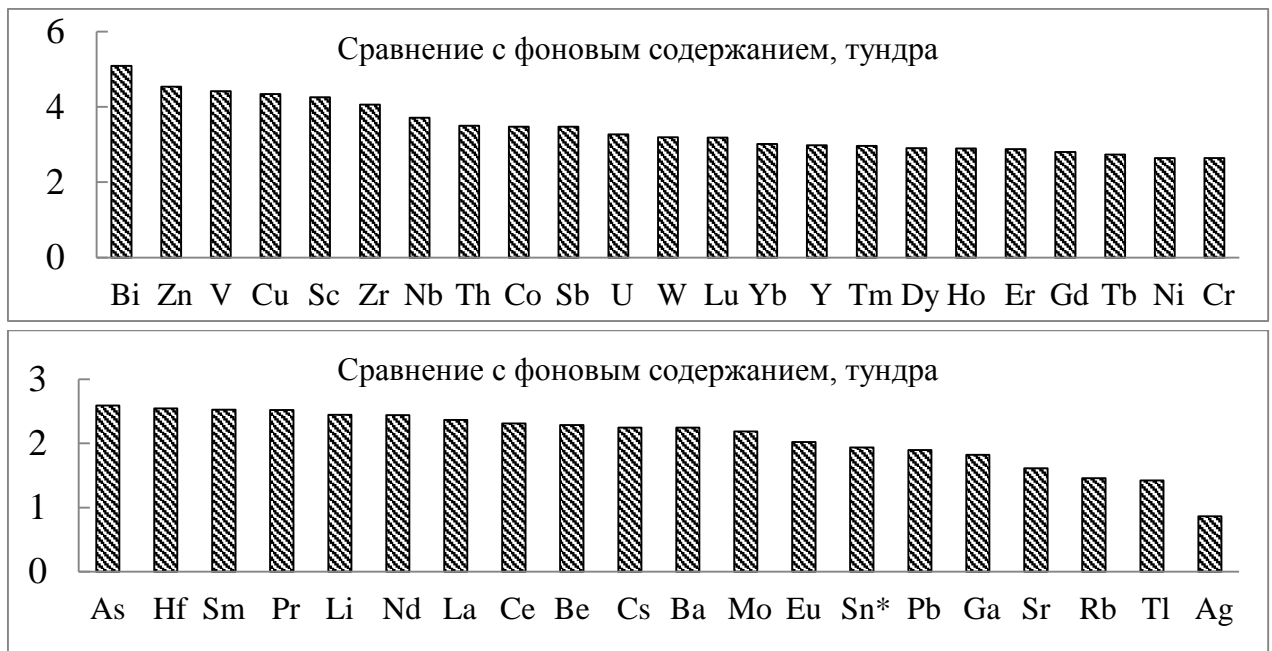 Сравнение с фоновым содержанием, тундра
6
4
2
0
Bi Zn V Cu Sc Zr Nb Th Co Sb U W Lu Yb Y Tm Dy Ho Er Gd Tb Ni Cr
Сравнение с фоновым содержанием, тундра
3
2
1
0
As Hf Sm Pr Li Nd La Ce Be Cs Ba Mo Eu Sn* Pb Ga Sr Rb Tl Ag